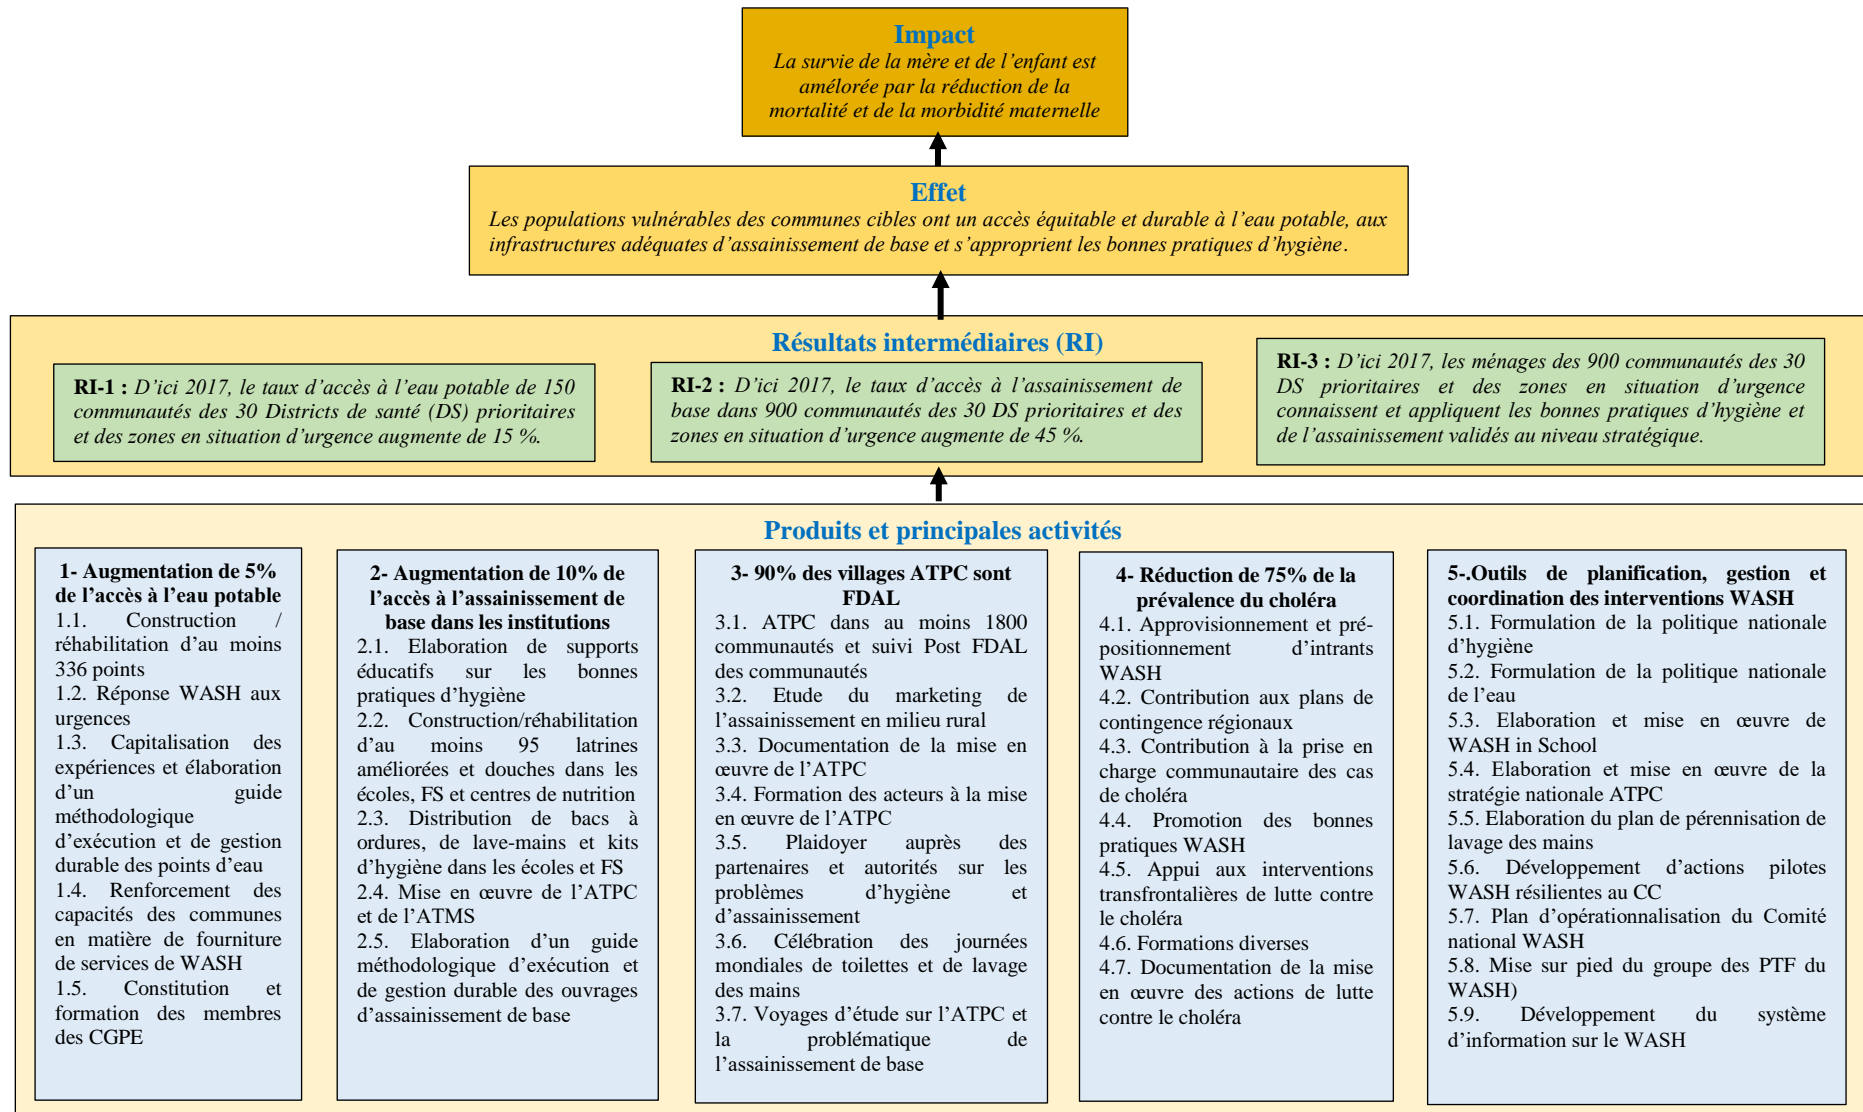 Impact
La survie de la mère et de l’enfant est
amélorée par la réduction de la
mortalité et de la morbidité maternelle
Effet
Les populations vulnérables des communes cibles ont un accès équitable et durable à l’eau potable, aux
infrastructures adéquates d’assainissement de base et s’approprient les bonnes pratiques d’hygiène.
Résultats intermédiaires (RI)
RI-1 : D’ici 2017, le taux d’accès à l’eau potable de 150
communautés des 30 Districts de santé (DS) prioritaires
et des zones en situation d’urgence augmente de 15 %.
RI-2 : D’ici 2017, le taux d’accès à l’assainissement de
base dans 900 communautés des 30 DS prioritaires et des
zones en situation d’urgence augmente de 45 %.
RI-3 : D’ici 2017, les ménages des 900 communautés des 30
DS prioritaires et des zones en situation d’urgence
connaissent et appliquent les bonnes pratiques d’hygiène et
de l’assainissement validés au niveau stratégique.
Produits et principales activités
1- Augmentation de 5%
de l’accès à l’eau potable
1.1. Construction /
réhabilitation d’au moins
336 points
1.2. Réponse WASH aux
urgences
1.3. Capitalisation des
expériences et élaboration
d’un guide
méthodologique
d’exécution et de gestion
durable des points d’eau
1.4. Renforcement des
capacités des communes
en matière de fourniture
de services de WASH
1.5. Constitution et
formation des membres
des CGPE
2- Augmentation de 10% de
l’accès à l’assainissement de
base dans les institutions
2.1. Elaboration de supports
éducatifs sur les bonnes
pratiques d’hygiène
2.2. Construction/réhabilitation
d’au moins 95 latrines
améliorées et douches dans les
écoles, FS et centres de nutrition
2.3. Distribution de bacs à
ordures, de lave-mains et kits
d’hygiène dans les écoles et FS
2.4. Mise en œuvre de l’ATPC
et de l’ATMS
2.5. Elaboration d’un guide
méthodologique d’exécution et
de gestion durable des ouvrages
d’assainissement de base
3- 90% des villages ATPC sont
FDAL
3.1. ATPC dans au moins 1800
communautés et suivi Post FDAL
des communautés
3.2. Etude du marketing de
l’assainissement en milieu rural
3.3. Documentation de la mise en
œuvre de l’ATPC
3.4. Formation des acteurs à la mise
en œuvre de l’ATPC
3.5. Plaidoyer auprès des
partenaires et autorités sur les
problèmes d’hygiène et
d’assainissement
3.6. Célébration des journées
mondiales de toilettes et de lavage
des mains
3.7. Voyages d’étude sur l’ATPC et
la problématique de
l’assainissement de base
4- Réduction de 75% de la
prévalence du choléra
4.1. Approvisionnement et pré-
positionnement d’intrants
WASH
4.2. Contribution aux plans de
contingence régionaux
4.3. Contribution à la prise en
charge communautaire des cas
de choléra
4.4. Promotion des bonnes
pratiques WASH
4.5. Appui aux interventions
transfrontalières de lutte contre
le choléra
4.6. Formations diverses
4.7. Documentation de la mise
en œuvre des actions de lutte
contre le choléra
5-.Outils de planification, gestion et
coordination des interventions WASH
5.1. Formulation de la politique nationale
d’hygiène
5.2. Formulation de la politique nationale
de l’eau
5.3. Elaboration et mise en œuvre de
WASH in School
5.4. Elaboration et mise en œuvre de la
stratégie nationale ATPC
5.5. Elaboration du plan de pérennisation de
lavage des mains
5.6. Développement d’actions pilotes
WASH résilientes au CC
5.7. Plan d’opérationnalisation du Comité
national WASH
5.8. Mise sur pied du groupe des PTF du
WASH)
5.9. Développement du système
d’information sur le WASH